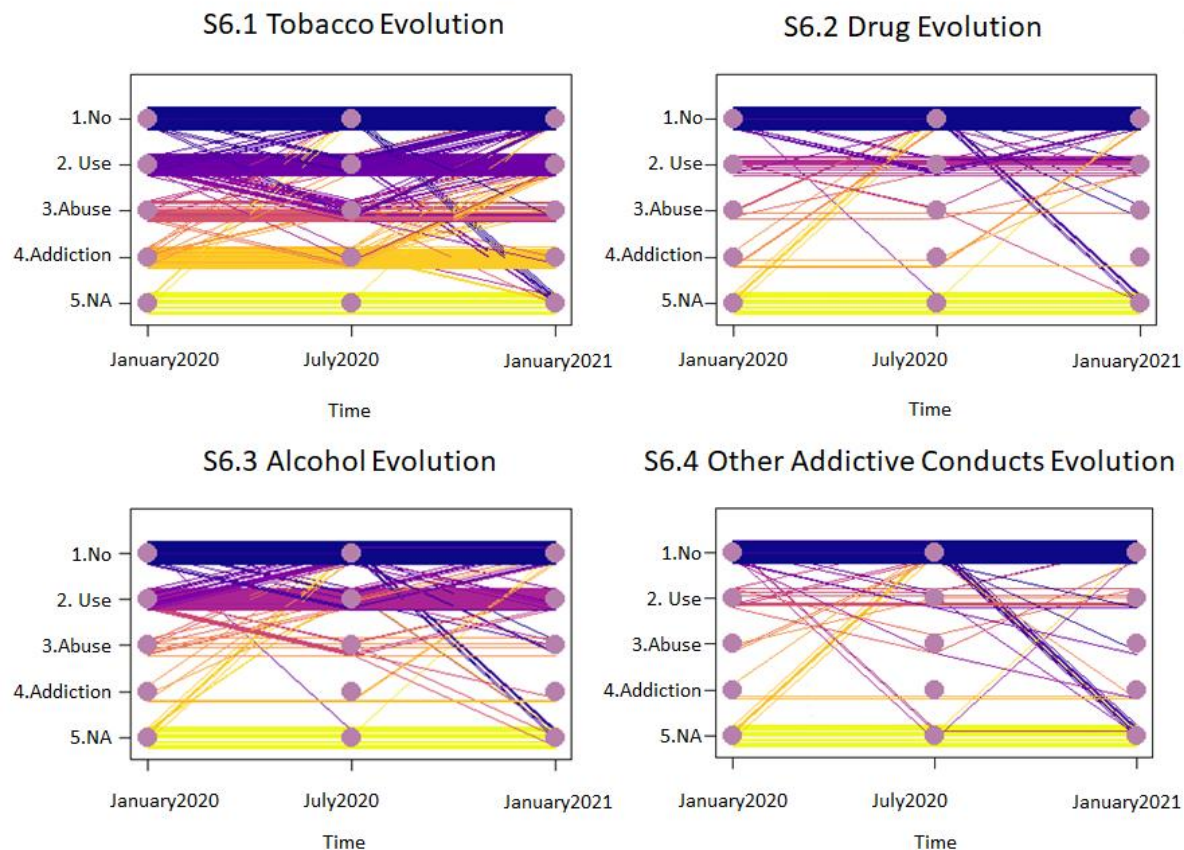 S6.1 Tobacco Evolution
1.No
2. Use
3.Abuse
4.Addiction
5.NA
January2020
July2020
January2021
Time
S6.2 Drug Evolution
1.No
2. Use
3.Abuse
4.Addiction
5.NA
January2020
July2020
January2021
Time
S6.3 Alcohol Evolution
1.No
2. Use
3.Abuse
4.Addiction
5.NA
January2020
July2020
January2021
Time
S6.4 Other Addictive Conducts Evolution
1.No
2. Use
3.Abuse
4.Addiction
5.NA
January2020
July2020
January2021
Time